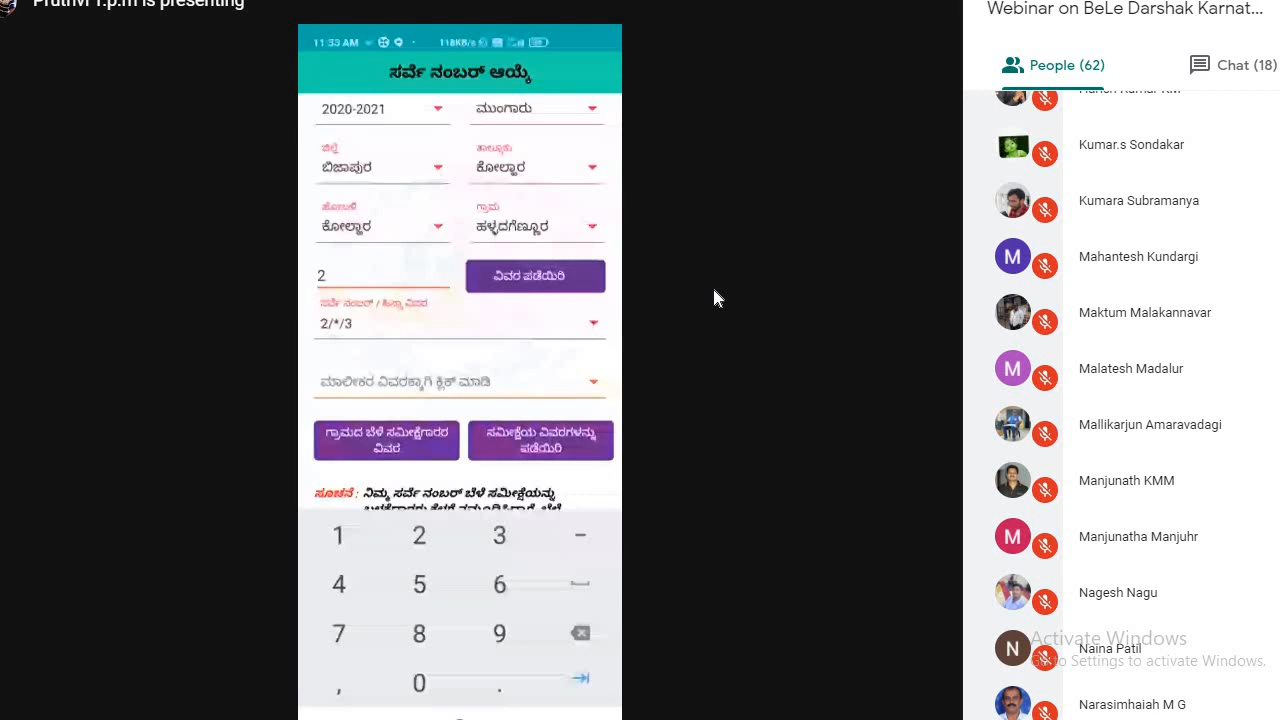 Pruthvi T.p.m is presenting
Webinar on BeLe Darshak Karnat...
People (62)
Chat (18)
11:53 AM
118KB/s
ಸರ್ವೆ ನಂಬರ್ ಆಯ್ಕೆ
2020-2021
ಮುಂಗಾರು
ಜಿಲ್ಲೆ
ತಾಲ್ಲೂಕು
ಬಿಜಾಪುರ
ಕೋಲ್ಹಾರ
ಹೋಬಳಿ
ಗ್ರಾಮ
ಕೋಲ್ಹಾರ
ಹಳ್ಳದಗೆಣ್ಣೂರ
2
ವಿವರ ಪಡೆಯಿರಿ
ಸರ್ವೆ ನಂಬರ್ / ಹಿಸ್ಸಾ ವಿವರ
2/*/3
ಮಾಲೀಕರ ವಿವರಕ್ಕಾಗಿ ಕ್ಲಿಕ್ ಮಾಡಿ
ಗ್ರಾಮದ ಬೆಳೆ ಸಮೀಕ್ಷೆಗಾರರ
ವಿವರ
ಸಮೀಕ್ಷೆಯ ವಿವರಗಳನ್ನು
ಪಡೆಯಿರಿ
ಸೂಚನೆ : ನಿಮ್ಮ ಸರ್ವೆ ನಂಬರ್ ಬೆಳೆ ಸಮೀಕ್ಷೆಯನ್ನು
1 2 3 -
4 5 6
7 8 9
, 0 .
Kumar.s Sondakar
Kumara Subramanya
M
Mahantesh Kundargi
Maktum Malakannavar
M
Malatesh Madalur
Mallikarjun Amaravadagi
Manjunath KMM
M
Manjunatha Manjuhr
Nagesh Nagu
N
Naina Patil
Activate Windows
Go to Settings to activate Windows.
Narasimhaiah M G